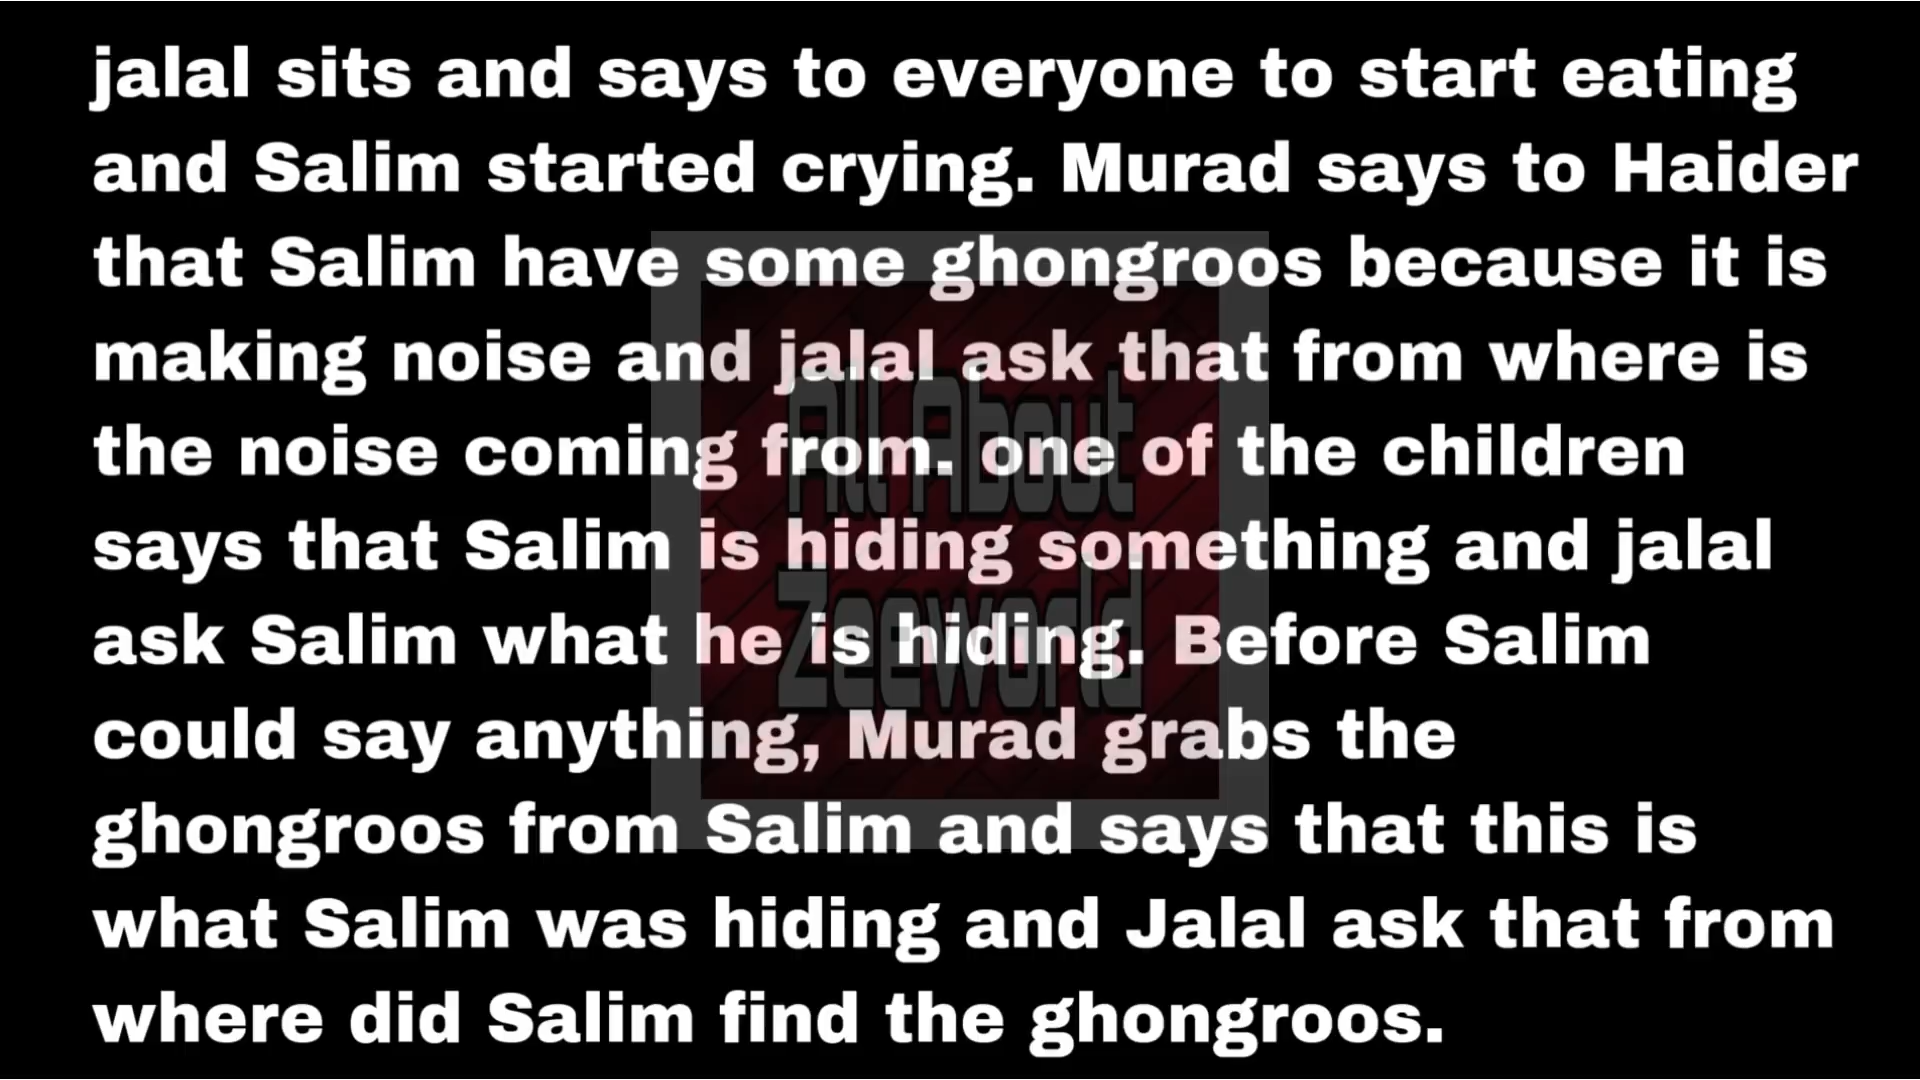 jalal sits and says to everyone to start eating
and Salim started crying. Murad says to Haider
that Salim have some ghongroos because it is
making noise and jalal ask that from where is
the noise coming from. one of the children
says that Salim is hiding something and jalal
ask Salim what he is hiding. Before Salim
could say anything, Murad grabs the
ghongroos from Salim and says that this is
what Salim was hiding and Jalal ask that from
where did Salim find the ghongroos.
All About
Zeeworld